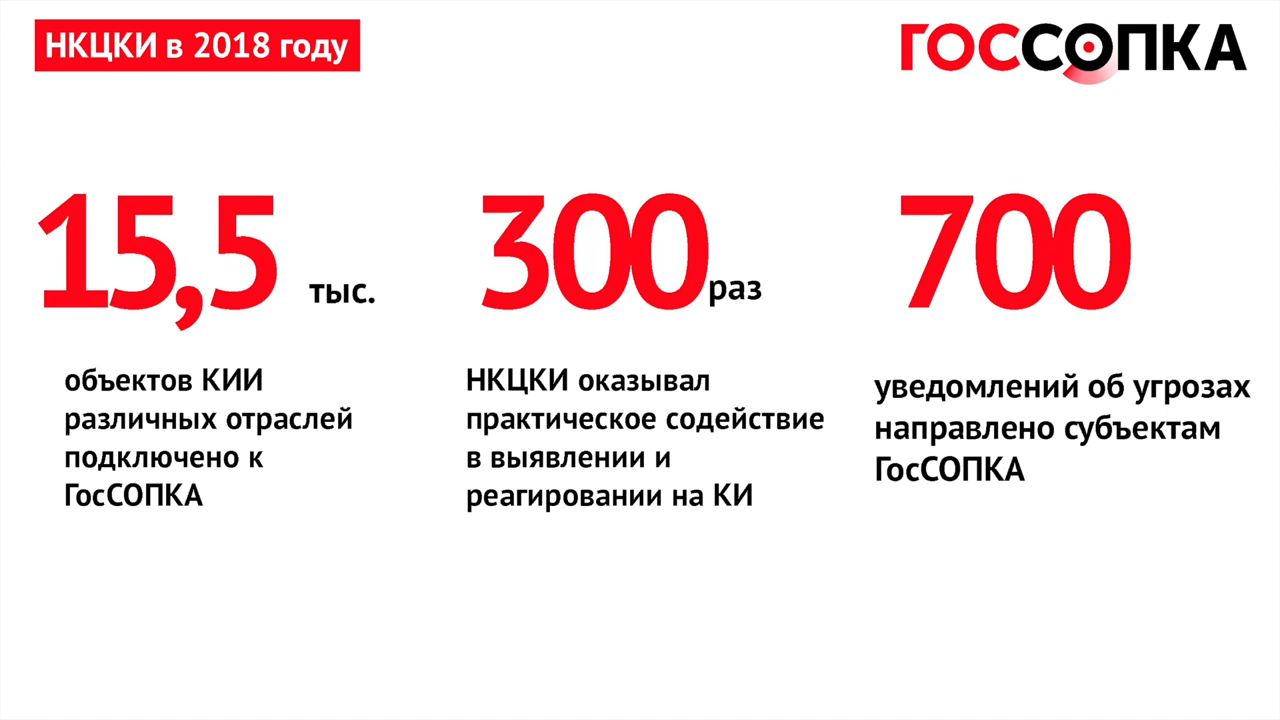 НКЦКИ в 2018 году
ГОССОПКА
15,5 тыс.
объектов КИИ
различных отраслей
подключено к
ГосСОПКА
300 раз
НКЦКИ оказывал
практическое содействие
в выявлении и
реагировании на КИ
700
уведомлений об угрозах
направлено субъектам
ГосСОПКА